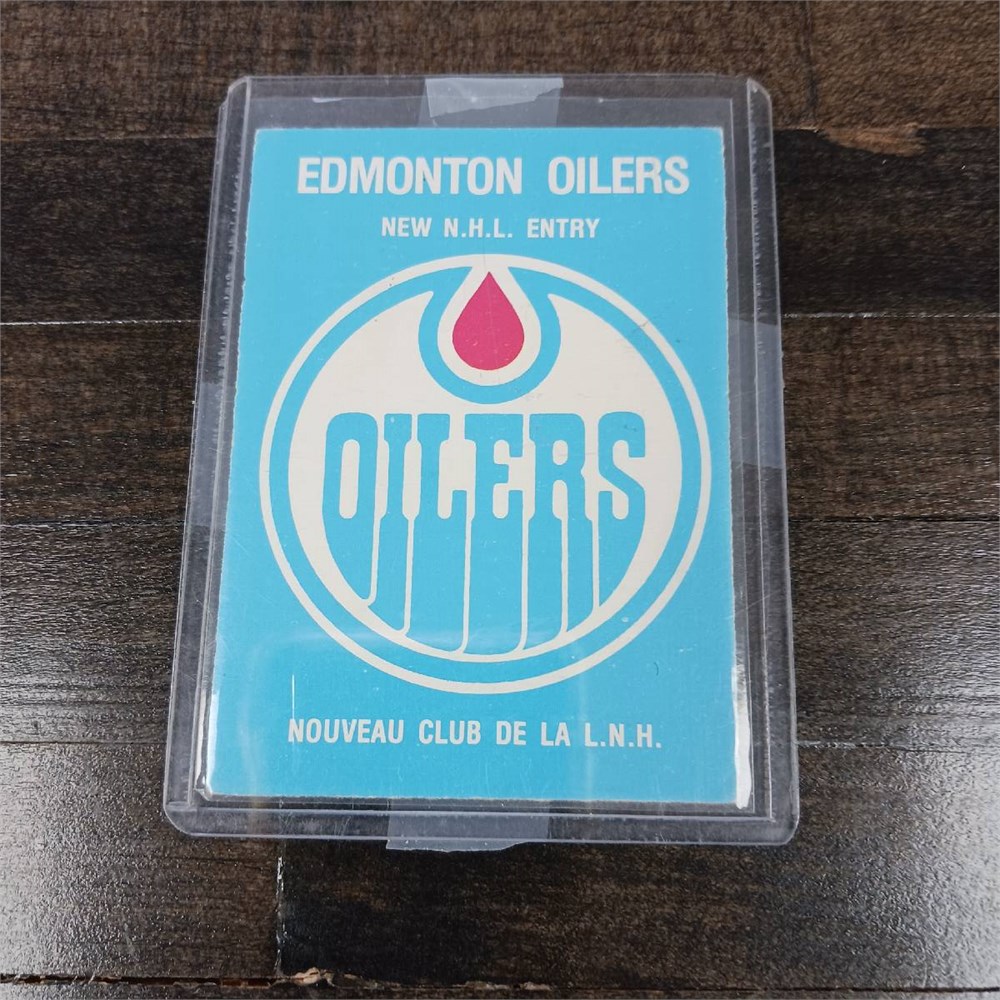 EDMONTON OILERS
NEW N.H.L. ENTRY
OILERS
NOUVEAU CLUB DE LA L.N.H.